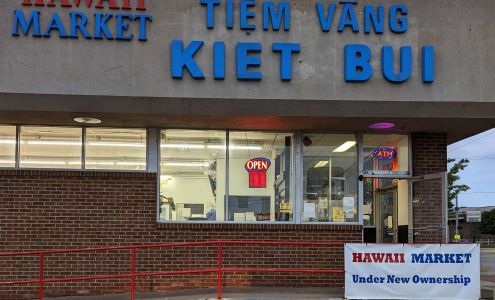 HAWAII
MARKET
TIỆM VÀNG
KIET BUI
OPEN
ATM
HAWAII MARKET
Under New Ownership